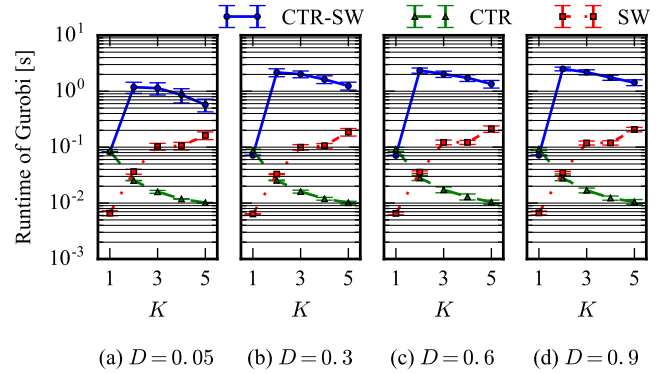 CTR-SW CTR SW
Runtime of Gurobi [s]
10^1
10^0
10^-1
10^-2
10^-3
1 3 5 1 3 5 1 3 5 1 3 5
K K K K
(a) D = 0.05 (b) D = 0.3 (c) D = 0.6 (d) D = 0.9